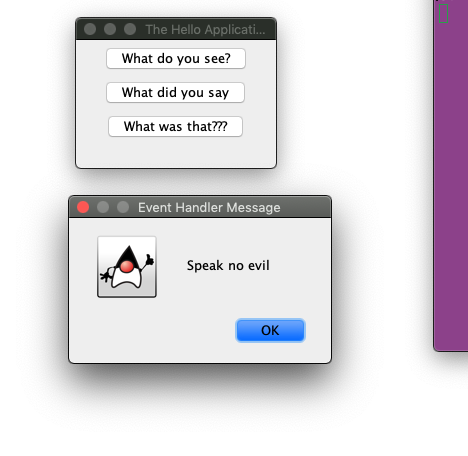 The Hello Applicati...
What do you see?
What did you say
What was that???
Event Handler Message
Speak no evil
OK